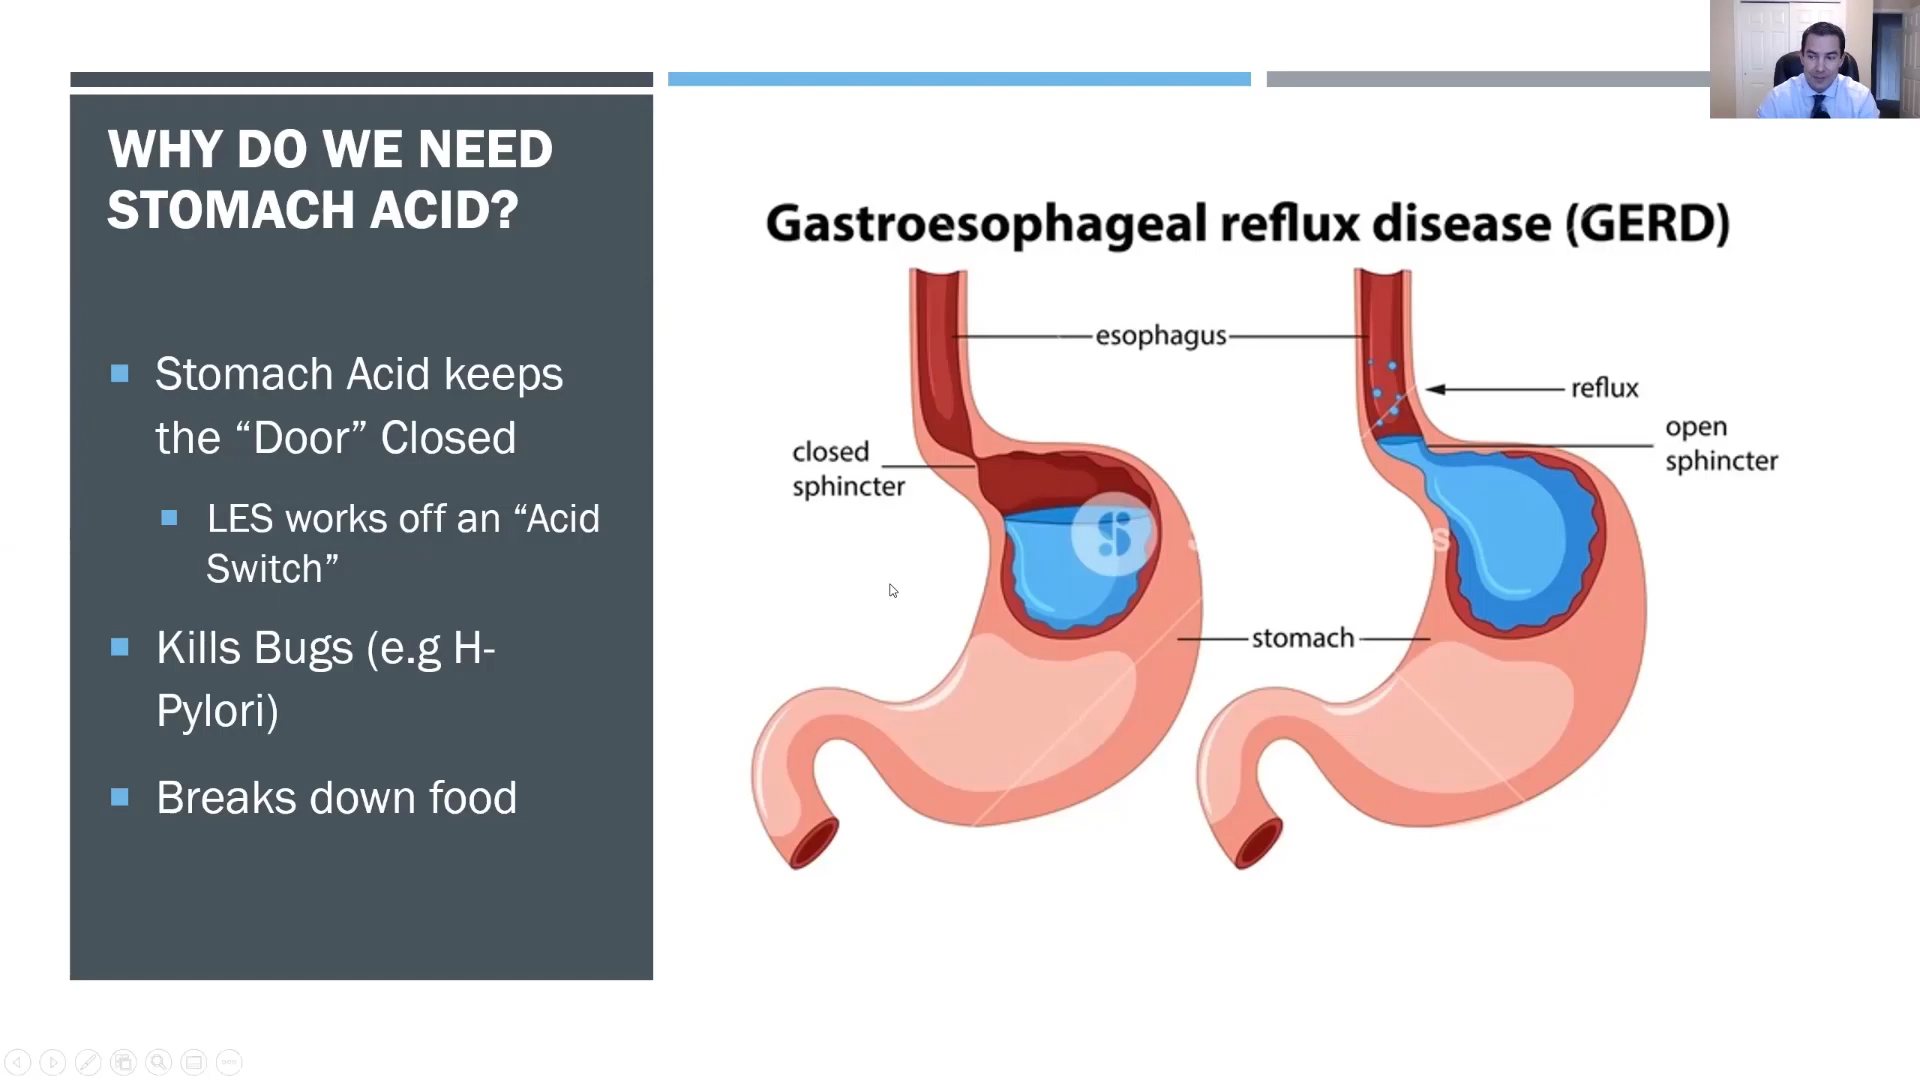 WHY DO WE NEED
STOMACH ACID?
Stomach Acid keeps
the “Door” Closed
LES works off an “Acid
Switch”
Kills Bugs (e.g H-
Pylori)
Breaks down food
Gastroesophageal reflux disease (GERD)
esophagus
reflux
closed
sphincter
open
sphincter
stomach